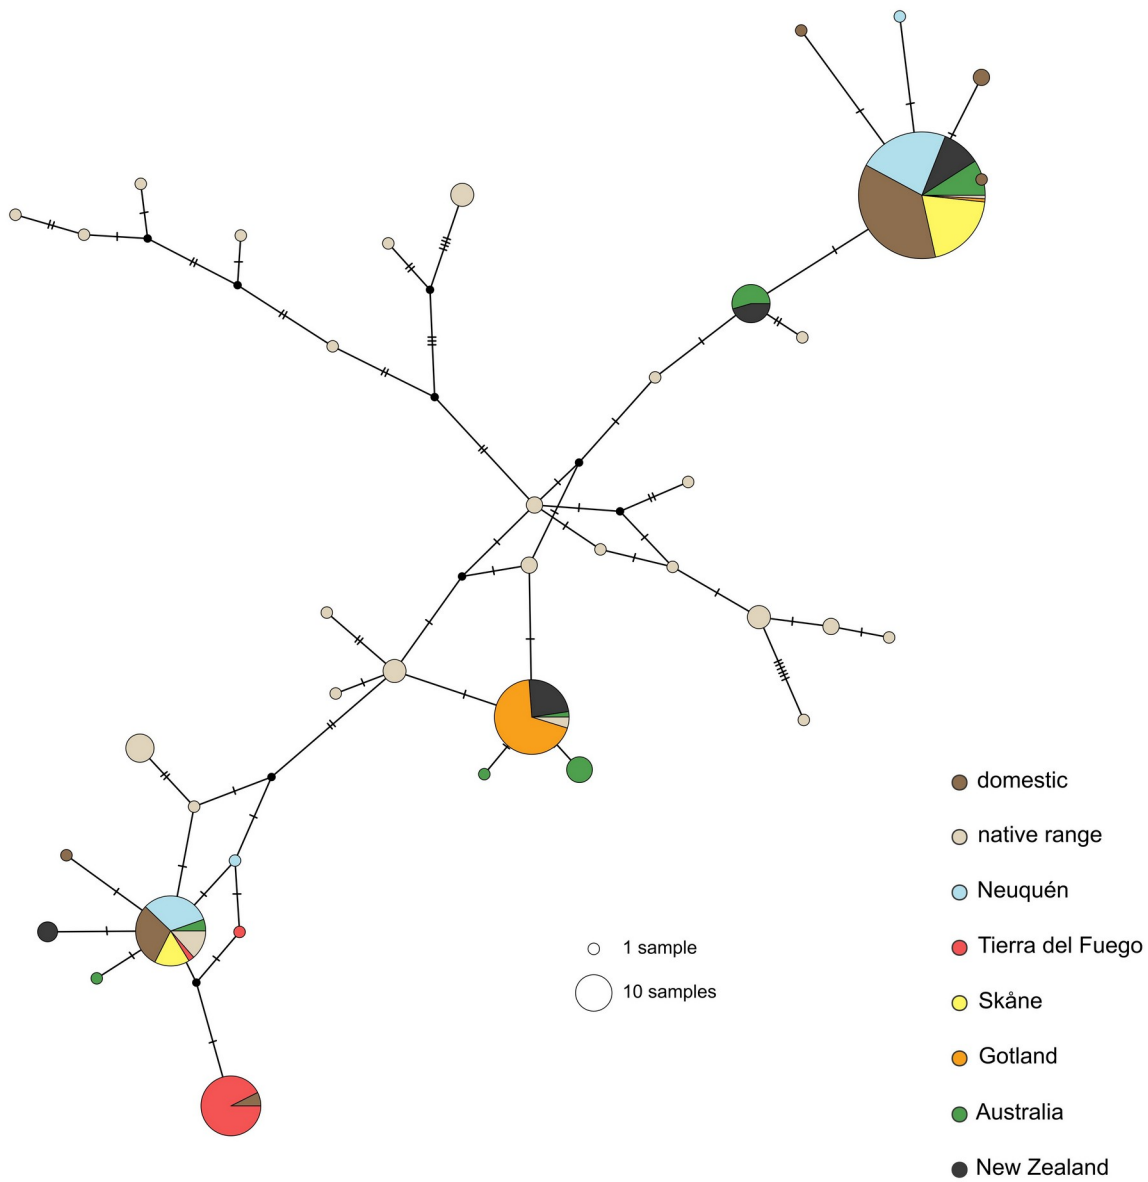 domestic
native range
Neuquén
1 sample
Tierra del Fuego
10 samples
Skåne
Gotland
Australia
New Zealand